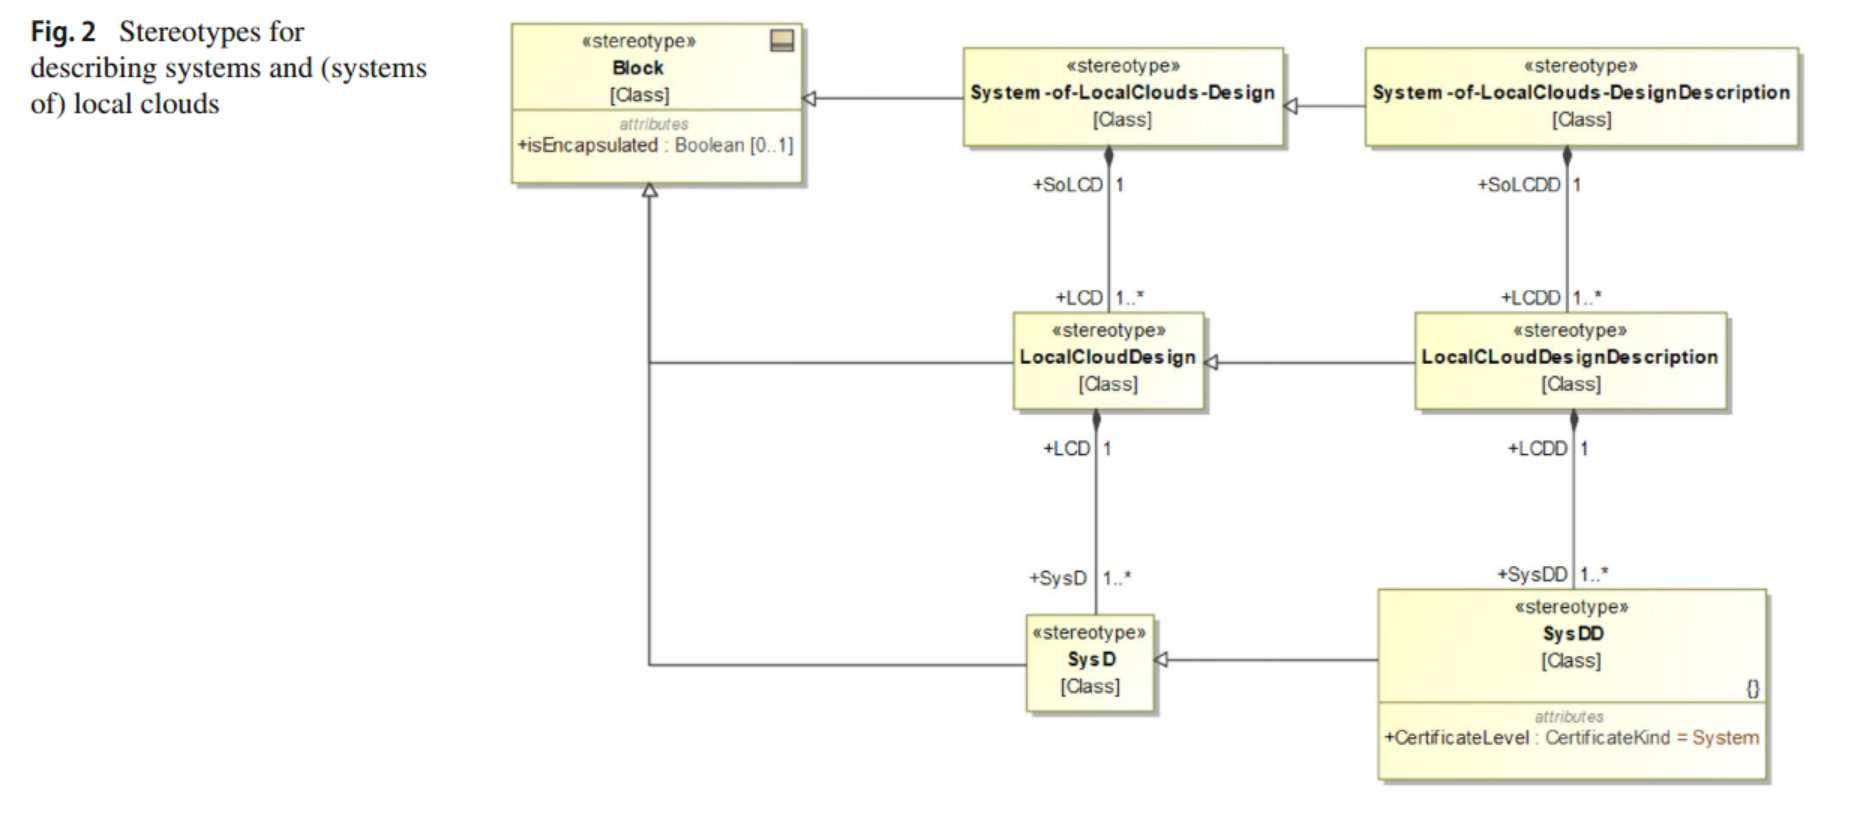 Fig. 2 Stereotypes for
describing systems and (systems
of) local clouds
«stereotype»
Block
[Class]
attributes
+isEncapsulated : Boolean [0..1]
«stereotype»
System-of-LocalClouds-Design
[Class]
«stereotype»
System-of-LocalClouds-DesignDescription
[Class]
+SoLCD 1
+SoLCDD 1
+LCD 1..*
+LCDD 1..*
«stereotype»
LocalCloudDesign
[Class]
«stereotype»
LocalCLoudDesignDescription
[Class]
+LCD 1
+LCDD 1
+SysD 1..*
+SysDD 1..*
«stereotype»
SysD
[Class]
«stereotype»
SysDD
[Class]
{}
attributes
+CertificateLevel : CertificateKind = System